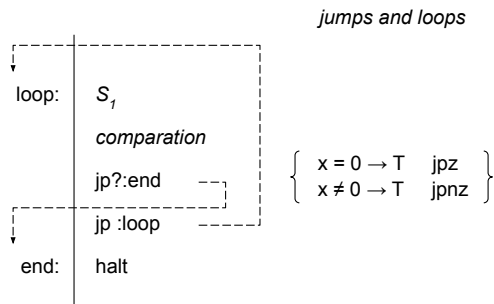 jumps and loops
loop: S1
comparation
jp?:end
jp :loop
end: halt
x = 0 → T jpz
x ≠ 0 → T jpnz